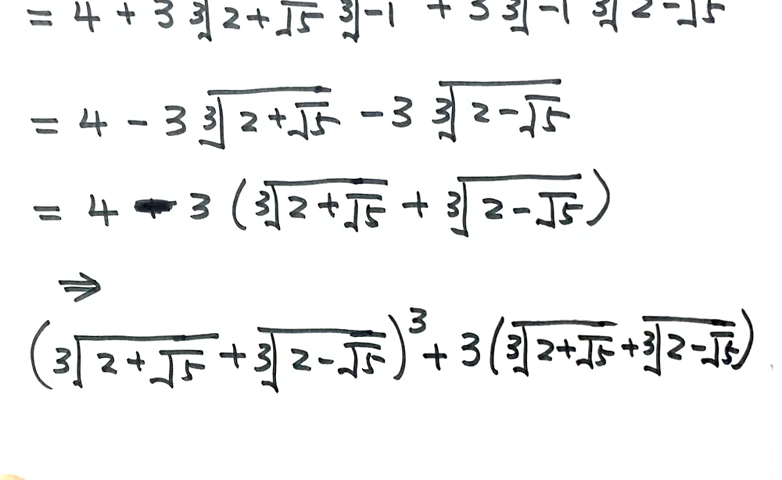 = 4 + 3 ∛(2+√5) ∛(-1) + 3 ∛(-1) ∛(2-√5)
= 4 - 3 ∛(2+√5) - 3 ∛(2-√5)
= 4 - 3 (∛(2+√5) + ∛(2-√5))
⇒
(∛(2+√5) + ∛(2-√5))³ + 3 (∛(2+√5) + ∛(2-√5))